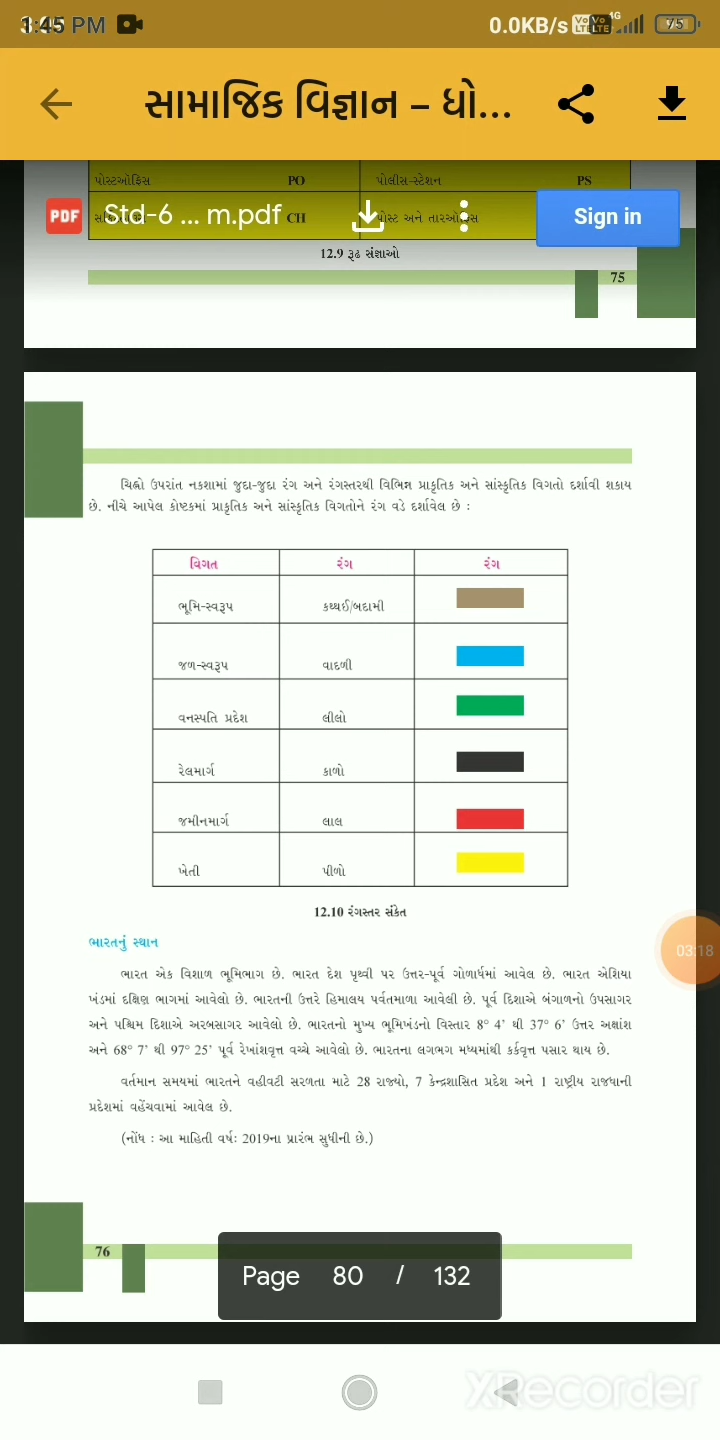 PM
0.0KB/s
4G
સામાજિક વિજ્ઞાન – ધો...
પોસ્ટઓફિસ PO પોલીસ-સ્ટેશન PS
PDF Std-6 ... m.pdf CH પોસ્ટ અને તારઓફિસ Sign in
12.9 રૂઢ સંજ્ઞાઓ
75
ચિહ્નો ઉપરાંત નકશામાં જુદા-જુદા રંગ અને રંગસ્તરથી વિભિન્ન પ્રાકૃતિક અને સાંસ્કૃતિક વિગતો દર્શાવી શકાય
છે. નીચે આપેલ કોષ્ટકમાં પ્રાકૃતિક અને સાંસ્કૃતિક વિગતોને રંગ વડે દર્શાવેલ છે :
વિગત રંગ રંગ
ભૂમિ-સ્વરૂપ કથ્થઈ/બદામી
જળ-સ્વરૂપ વાદળી
વનસ્પતિ પ્રદેશ લીલો
રેલમાર્ગ કાળો
જમીનમાર્ગ લાલ
ખેતી પીળો
12.10 રંગસ્તર સંકેત
03:18
ભારતનું સ્થાન
ભારત એક વિશાળ ભૂમિભાગ છે. ભારત દેશ પૃથ્વી પર ઉત્તર-પૂર્વ ગોળાર્ધમાં આવેલ છે. ભારત એશિયા
ખંડમાં દક્ષિણ ભાગમાં આવેલો છે. ભારતની ઉત્તરે હિમાલય પર્વતમાળા આવેલી છે. પૂર્વ દિશાએ બંગાળનો ઉપસાગર
અને પશ્ચિમ દિશાએ અરબસાગર આવેલો છે. ભારતનો મુખ્ય ભૂમિખંડનો વિસ્તાર 8° 4’ થી 37° 6’ ઉત્તર અક્ષાંશ
અને 68° 7’ થી 97° 25’ પૂર્વ રેખાંશવૃત્ત વચ્ચે આવેલો છે. ભારતના લગભગ મધ્યમાંથી કર્કવૃત્ત પસાર થાય છે.
વર્તમાન સમયમાં ભારતને વહીવટી સરળતા માટે 28 રાજ્યો, 7 કેન્દ્રશાસિત પ્રદેશ અને 1 રાષ્ટ્રીય રાજધાની
પ્રદેશમાં વહેંચવામાં આવેલ છે.
(નોંધ : આ માહિતી વર્ષઃ 2019ના પ્રારંભ સુધીની છે.)
76
Page 80 / 132
XRecorder